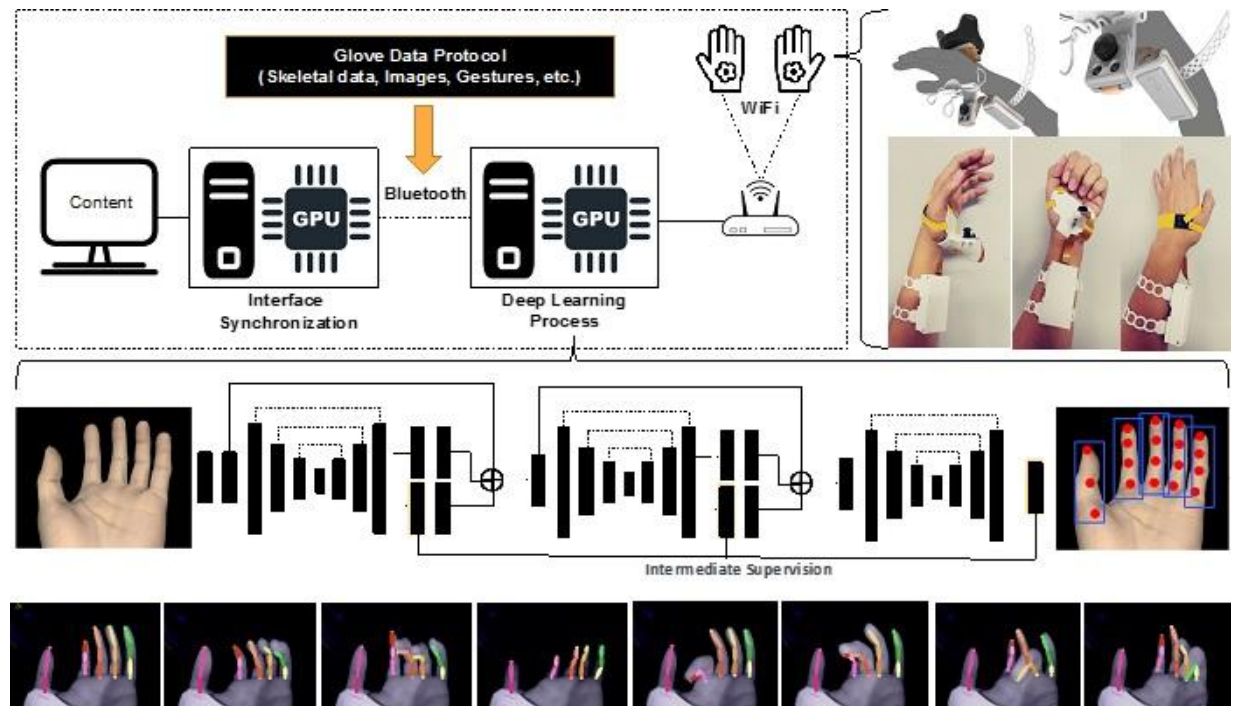 Glove Data Protocol
( Skeletal data, Images, Gestures, etc.)
WiFi
Content
GPU
Bluetooth
GPU
Interface
Synchronization
Deep Learning
Process
Intermediate Supervision